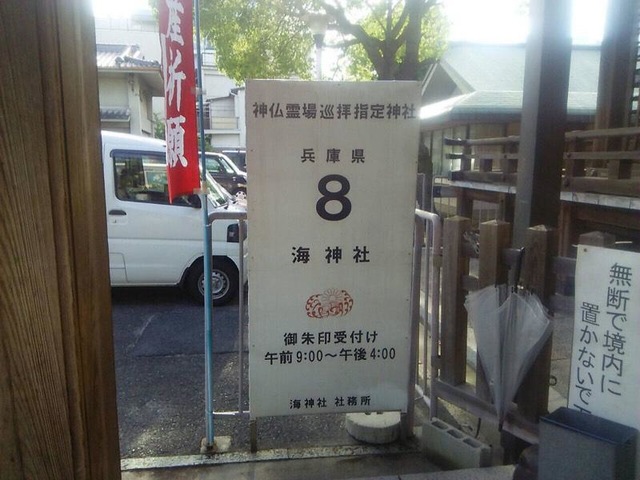 産祈願
神仏霊場巡拝指定神社
兵庫県
8
海神社
御朱印受付け
午前9:00〜午後4:00
海神社 社務所
無断で境内に
置かないで下